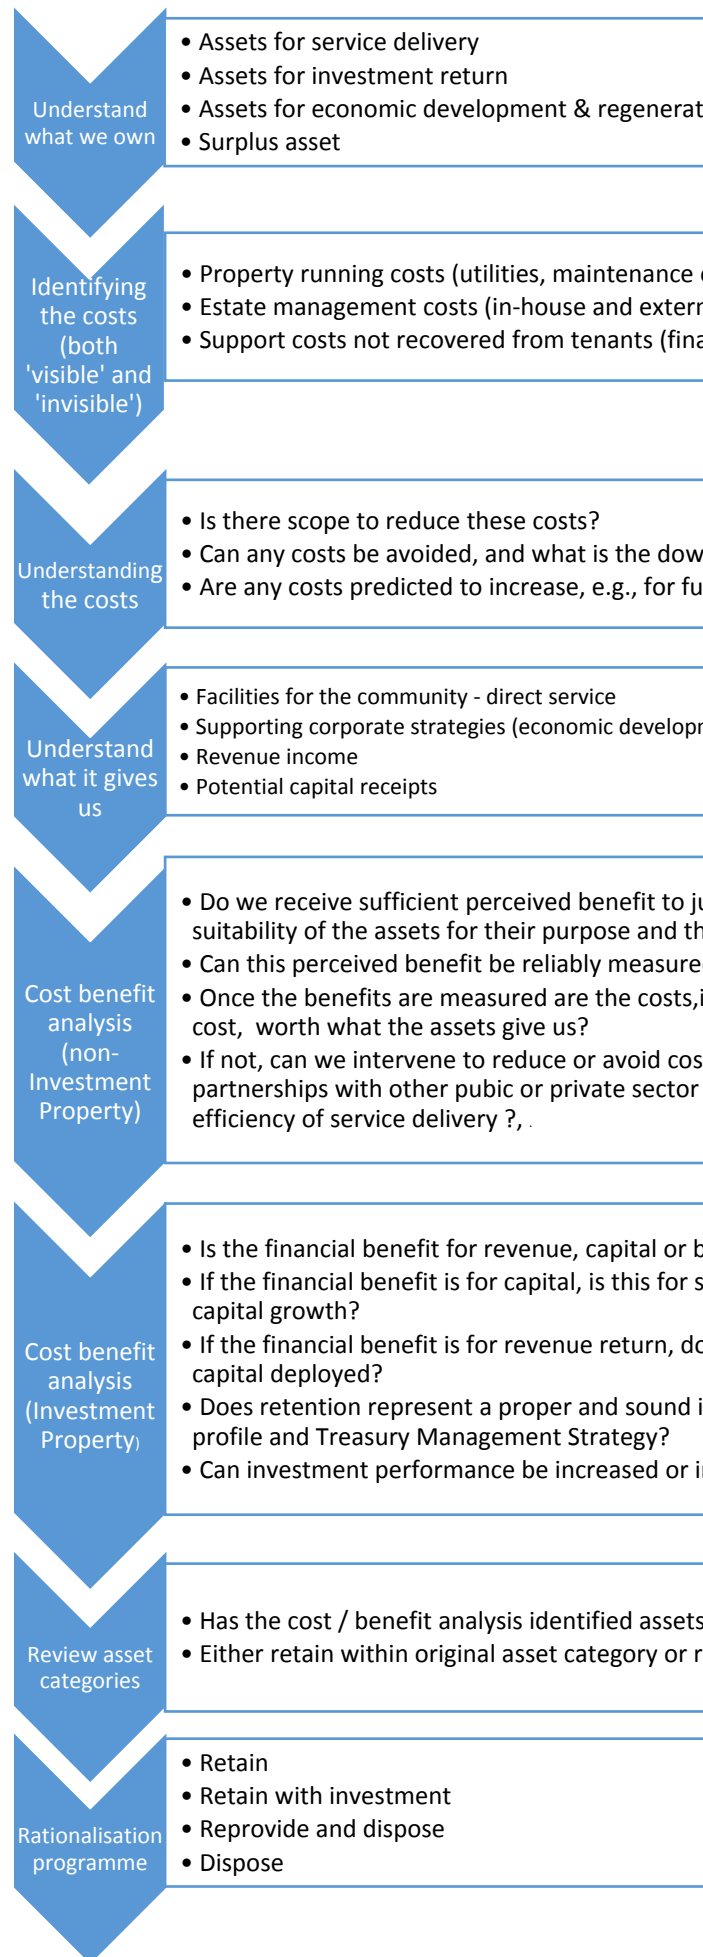 Understand
what we own
• Assets for service delivery
• Assets for investment return
• Assets for economic development & regenerat
• Surplus asset
Identifying
the costs
(both
'visible' and
'invisible')
• Property running costs (utilities, maintenance
• Estate management costs (in-house and extern
• Support costs not recovered from tenants (fina
Understanding
the costs
• Is there scope to reduce these costs?
• Can any costs be avoided, and what is the dow
• Are any costs predicted to increase, e.g., for fu
Understand
what it gives
us
• Facilities for the community - direct service
• Supporting corporate strategies (economic developm
• Revenue income
• Potential capital receipts
Cost benefit
analysis
(non-
Investment
Property)
• Do we receive sufficient perceived benefit to ju
suitability of the assets for their purpose and th
• Can this perceived benefit be reliably measure
• Once the benefits are measured are the costs,i
cost, worth what the assets give us?
• If not, can we intervene to reduce or avoid cos
partnerships with other pubic or private sector
efficiency of service delivery ?, .
Cost benefit
analysis
(Investment
Property)
• Is the financial benefit for revenue, capital or b
• If the financial benefit is for capital, is this for s
capital growth?
• If the financial benefit is for revenue return, do
capital deployed?
• Does retention represent a proper and sound i
profile and Treasury Management Strategy?
• Can investment performance be increased or i
Review asset
categories
• Has the cost / benefit analysis identified assets
• Either retain within original asset category or r
Rationalisation
programme
• Retain
• Retain with investment
• Reprovide and dispose
• Dispose